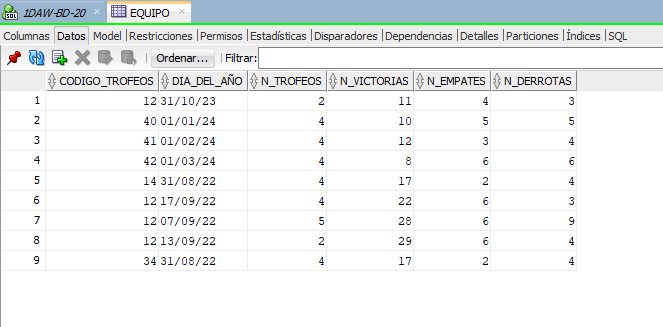 IDAW-BD-20 EQUIPO
Columnas Datos Model Restricciones Permisos Estadísticas Disparadores Dependencias Detalles Particiones Índices SQL
Ordenar... Filtrar:
CODIGO_TROFEOS DIA_DEL_AÑO N_TROFEOS N_VICTORIAS N_EMPATES N_DERROTAS
1 12 31/10/23 2 11 4 3
2 40 01/01/24 4 10 5 5
3 41 01/02/24 4 12 3 4
4 42 01/03/24 4 8 6 6
5 14 31/08/22 4 17 2 4
6 12 17/09/22 4 22 6 3
7 12 07/09/22 5 28 6 9
8 12 13/09/22 2 29 6 4
9 34 31/08/22 4 17 2 4